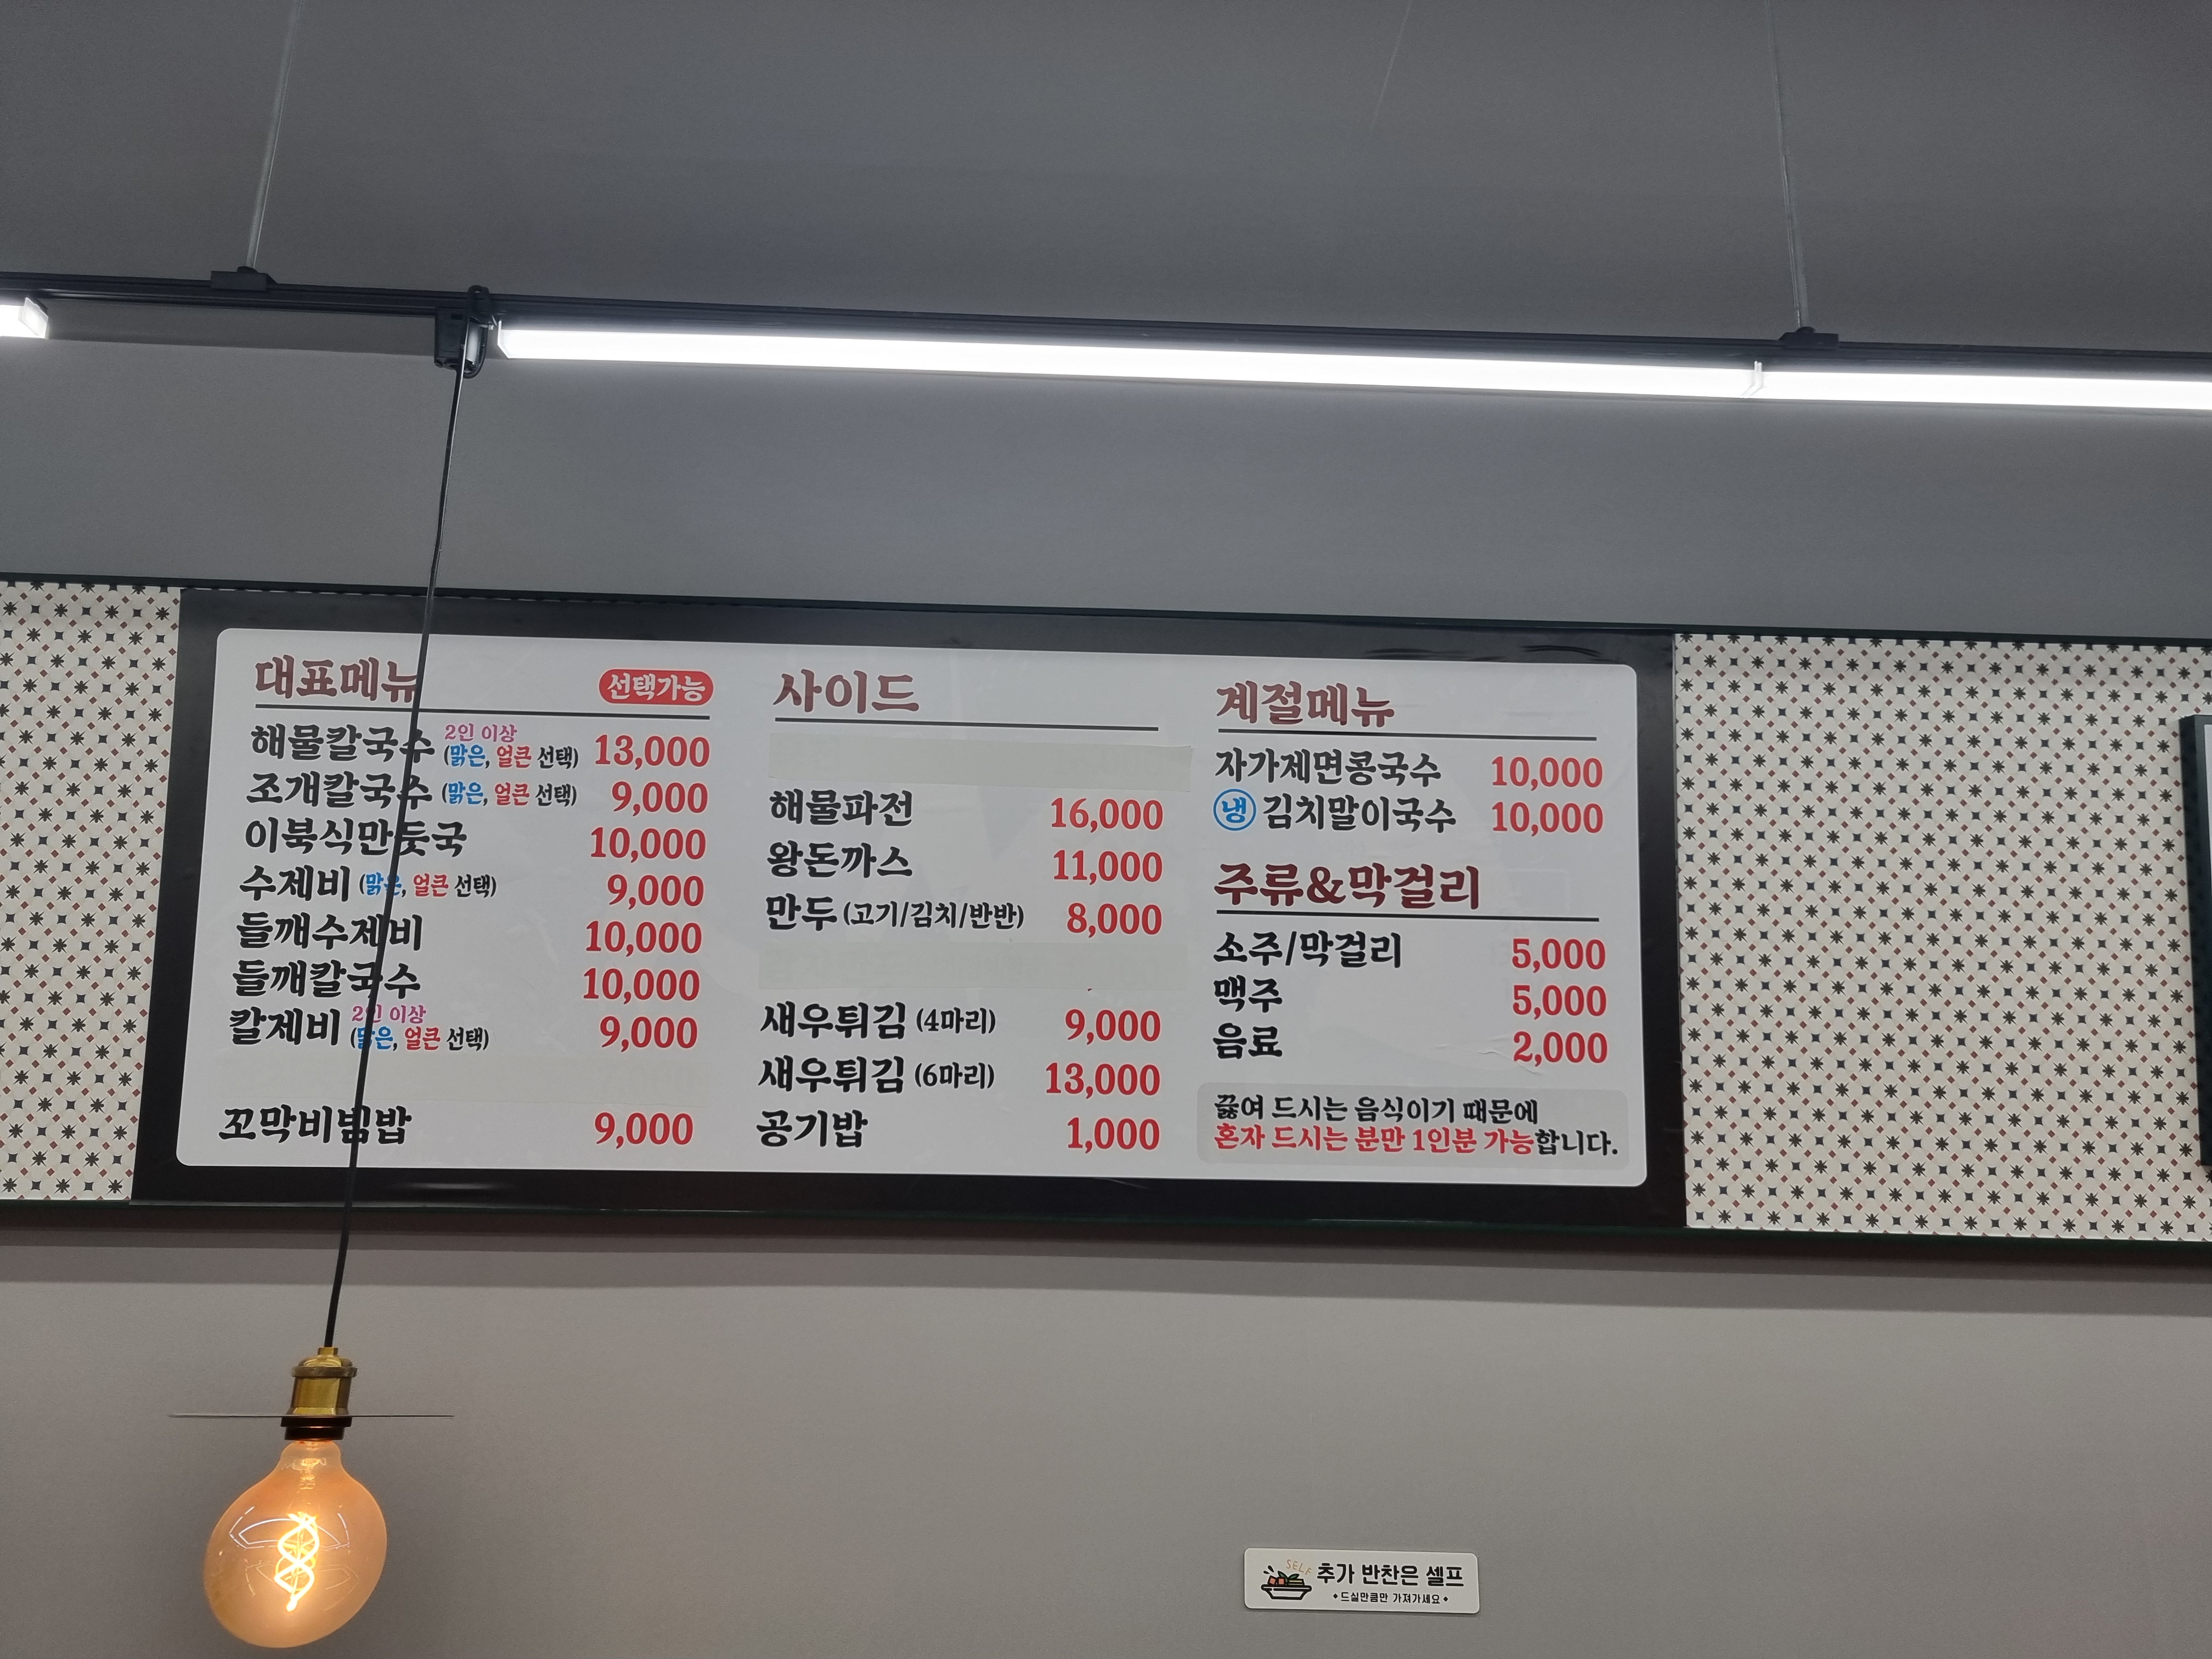 대표메뉴 선택가능
해물칼국수 2인 이상 (맑은, 얼큰 선택) 13,000
조개칼국수 (맑은, 얼큰 선택) 9,000
이북식만둣국 10,000
수제비 (맑은, 얼큰 선택) 9,000
들깨수제비 10,000
들깨칼국수 10,000
칼제비 2인 이상 (맑은, 얼큰 선택) 9,000
꼬막비빔밥 9,000
사이드
해물파전 16,000
왕돈까스 11,000
만두 (고기/김치/반반) 8,000
새우튀김 (4마리) 9,000
새우튀김 (6마리) 13,000
공기밥 1,000
계절메뉴
자가제면콩국수 10,000
냉 김치말이국수 10,000
주류&막걸리
소주/막걸리 5,000
맥주 5,000
음료 2,000
끓여 드시는 음식이기 때문에
혼자 드시는 분만 1인분 가능합니다.
SELF
추가 반찬은 셀프
드실만큼만 가져가세요